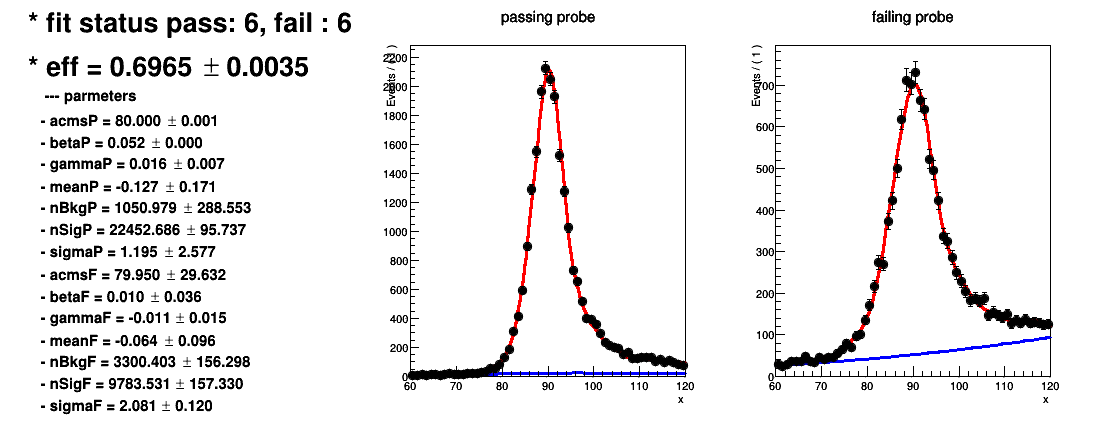 * fit status pass: 6, fail : 6
* eff = 0.6965 ± 0.0035
--- parmeters
- acmsP = 80.000 ± 0.001
- betaP = 0.052 ± 0.000
- gammaP = 0.016 ± 0.007
- meanP = -0.127 ± 0.171
- nBkgP = 1050.979 ± 288.553
- nSigP = 22452.686 ± 95.737
- sigmaP = 1.195 ± 2.577
- acmsF = 79.950 ± 29.632
- betaF = 0.010 ± 0.036
- gammaF = -0.011 ± 0.015
- meanF = -0.064 ± 0.096
- nBkgF = 3300.403 ± 156.298
- nSigF = 9783.531 ± 157.330
- sigmaF = 2.081 ± 0.120
passing probe
Events / ( 1 )
2200
2000
1800
1600
1400
1200
1000
800
600
400
200
0
60 70 80 90 100 110 120
x
failing probe
Events / ( 1 )
700
600
500
400
300
200
100
0
60 70 80 90 100 110 120
x